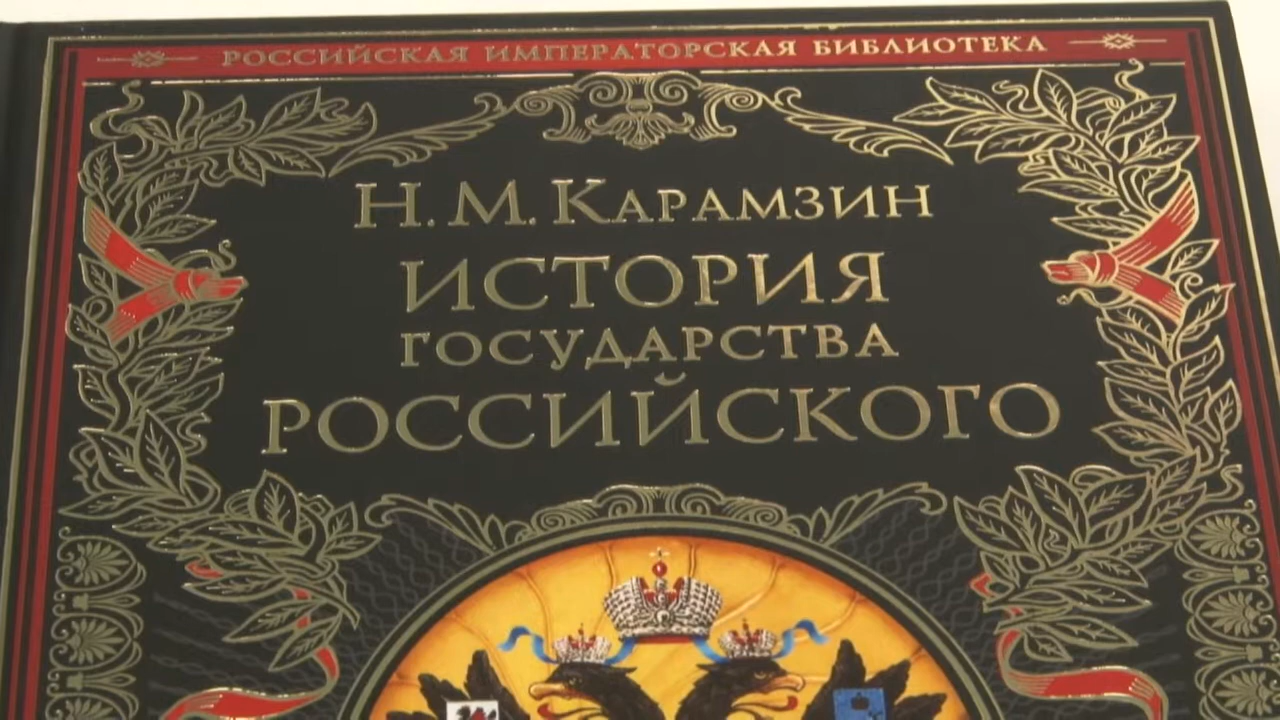 РОССИЙСКАЯ ИМПЕРАТОРСКАЯ БИБЛИОТЕКА
Н. М. КАРАМЗИН
ИСТОРИЯ
ГОСУДАРСТВА
РОССИЙСКОГО